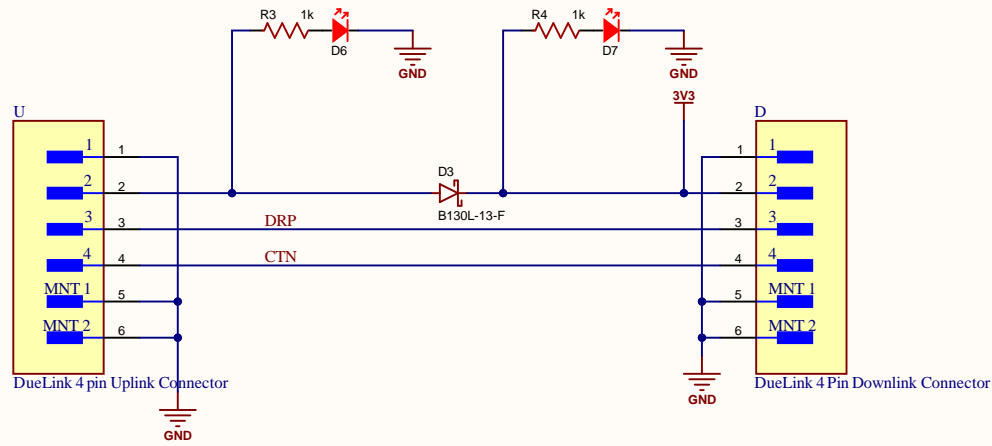 R3 1k
D6
GND
R4 1k
D7
GND
3V3
U
D
1 1
1 1
D3
2 2
2 2
B130L-13-F
3 3
DRP
3 3
4 4
CTN
4 4
MNT 1 5
5 MNT 1
MNT 2 6
6 MNT 2
DueLink 4 pin Uplink Connector
DueLink 4 Pin Downlink Connector
GND
GND